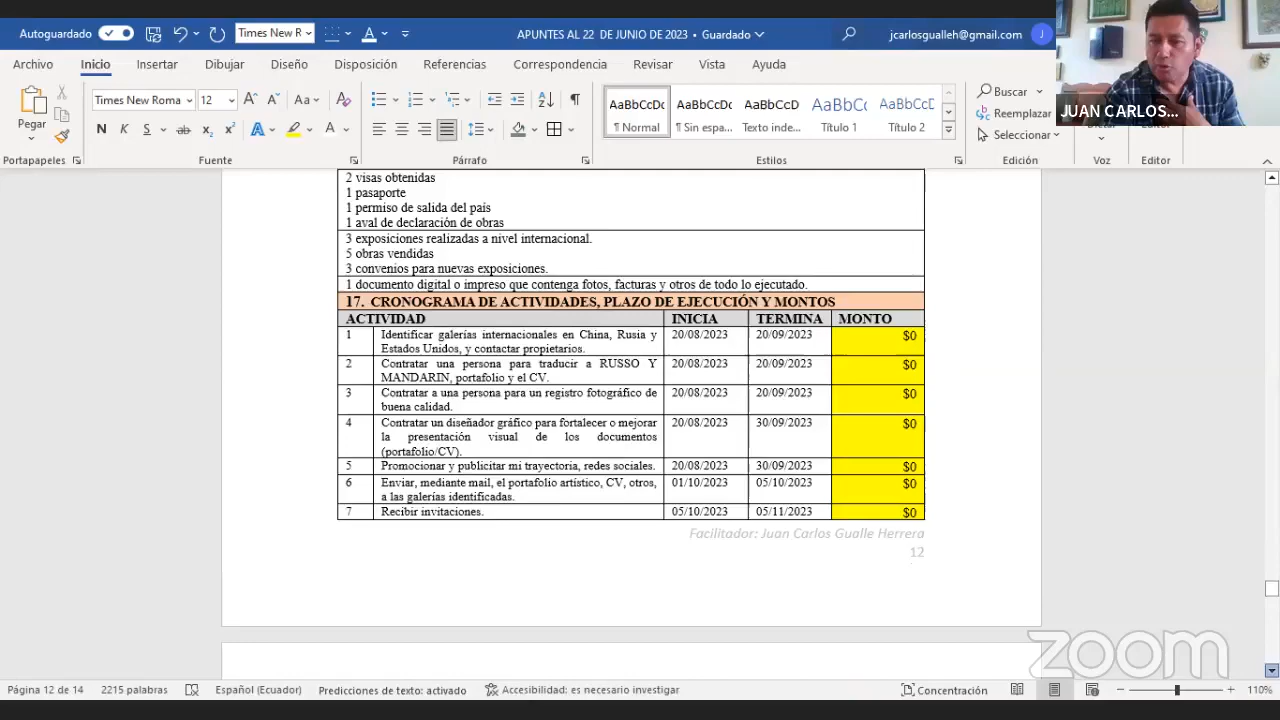 Autoguardado
Times New R
APUNTES AL 22 DE JUNIO DE 2023 • Guardado
jcarlosgualleh@gmail.com
J
Archivo Inicio Insertar Dibujar Diseño Disposición Referencias Correspondencia Revisar Vista Ayuda
JUAN CARLOS...
Pegar
Times New Roma 12
Aa
N K S ab x₂ x² A A
AaBbCcDc AaBbCcDc AaBbCcD AaBbCc AaBbCcD
¶ Normal ¶ Sin espa... Texto inde... Título 1 Título 2
Buscar
Reemplazar
Seleccionar
Dictar
Portapapeles Fuente Párrafo Estilos Edición Voz Editor
2 visas obtenidas
1 pasaporte
1 permiso de salida del país
1 aval de declaración de obras
3 exposiciones realizadas a nivel internacional.
5 obras vendidas
3 convenios para nuevas exposiciones.
1 documento digital o impreso que contenga fotos, facturas y otros de todo lo ejecutado.
17. CRONOGRAMA DE ACTIVIDADES, PLAZO DE EJECUCIÓN Y MONTOS
ACTIVIDAD INICIA TERMINA MONTO
1 Identificar galerías internacionales en China, Rusia y 20/08/2023 20/09/2023 $0
Estados Unidos, y contactar propietarios.
2 Contratar una persona para traducir a RUSSO Y 20/08/2023 20/09/2023 $0
MANDARIN, portafolio y el CV.
3 Contratar a una persona para un registro fotográfico de 20/08/2023 20/09/2023 $0
buena calidad.
4 Contratar un diseñador gráfico para fortalecer o mejorar 20/08/2023 30/09/2023 $0
la presentación visual de los documentos
(portafolio/CV).
5 Promocionar y publicitar mi trayectoria, redes sociales. 20/08/2023 30/09/2023 $0
6 Enviar, mediante mail, el portafolio artístico, CV, otros, 01/10/2023 05/10/2023 $0
a las galerías identificadas.
7 Recibir invitaciones. 05/10/2023 05/11/2023 $0
Facilitador: Juan Carlos Gualle Herrera
12
zoom
Página 12 de 14 2215 palabras Español (Ecuador) Predicciones de texto: activado Accesibilidad: es necesario investigar Concentración 110%